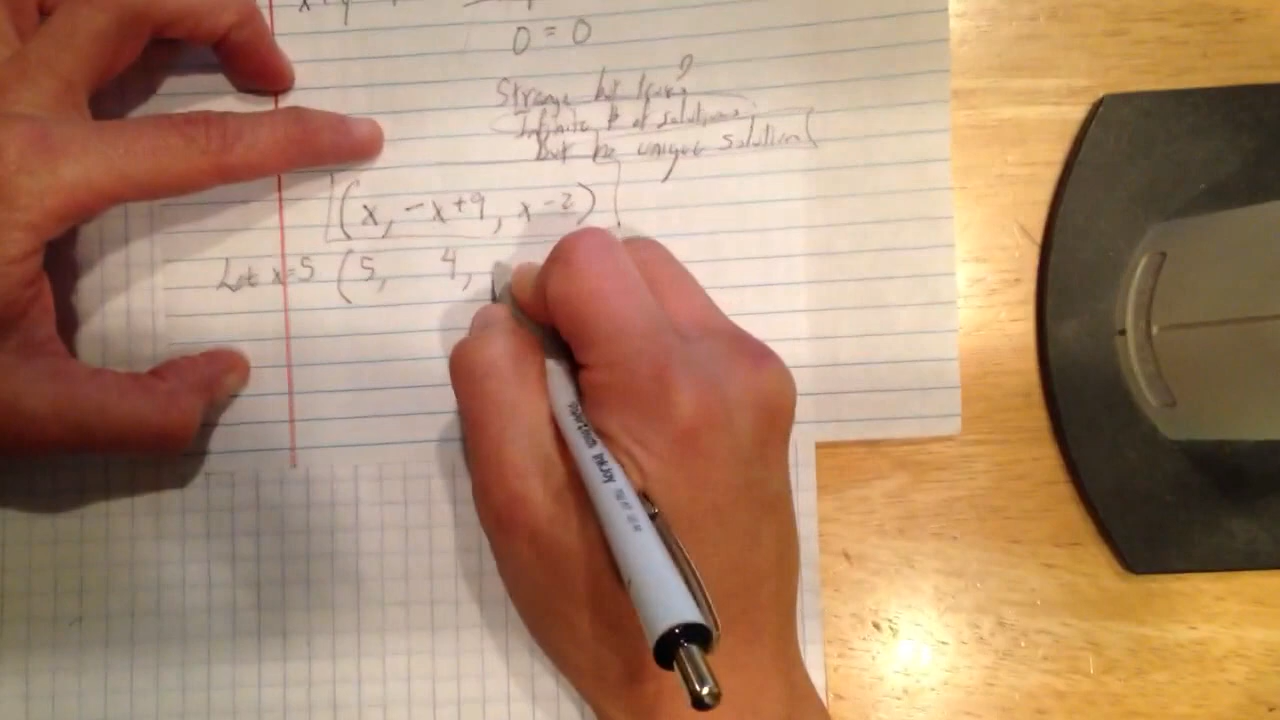 0 = 0
Strange but true?
Infinite # of solutions,
but no unique solution!
(x, -x+9, x-2)
Let x=5 (5, 4,